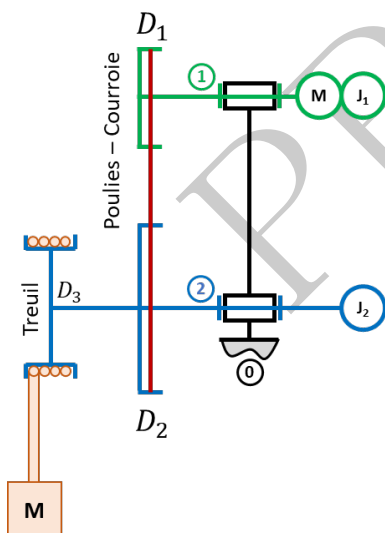 D₁
1
M
J₁
Poulies – Courroie
Treuil
D₃
2
J₂
0
D₂
M